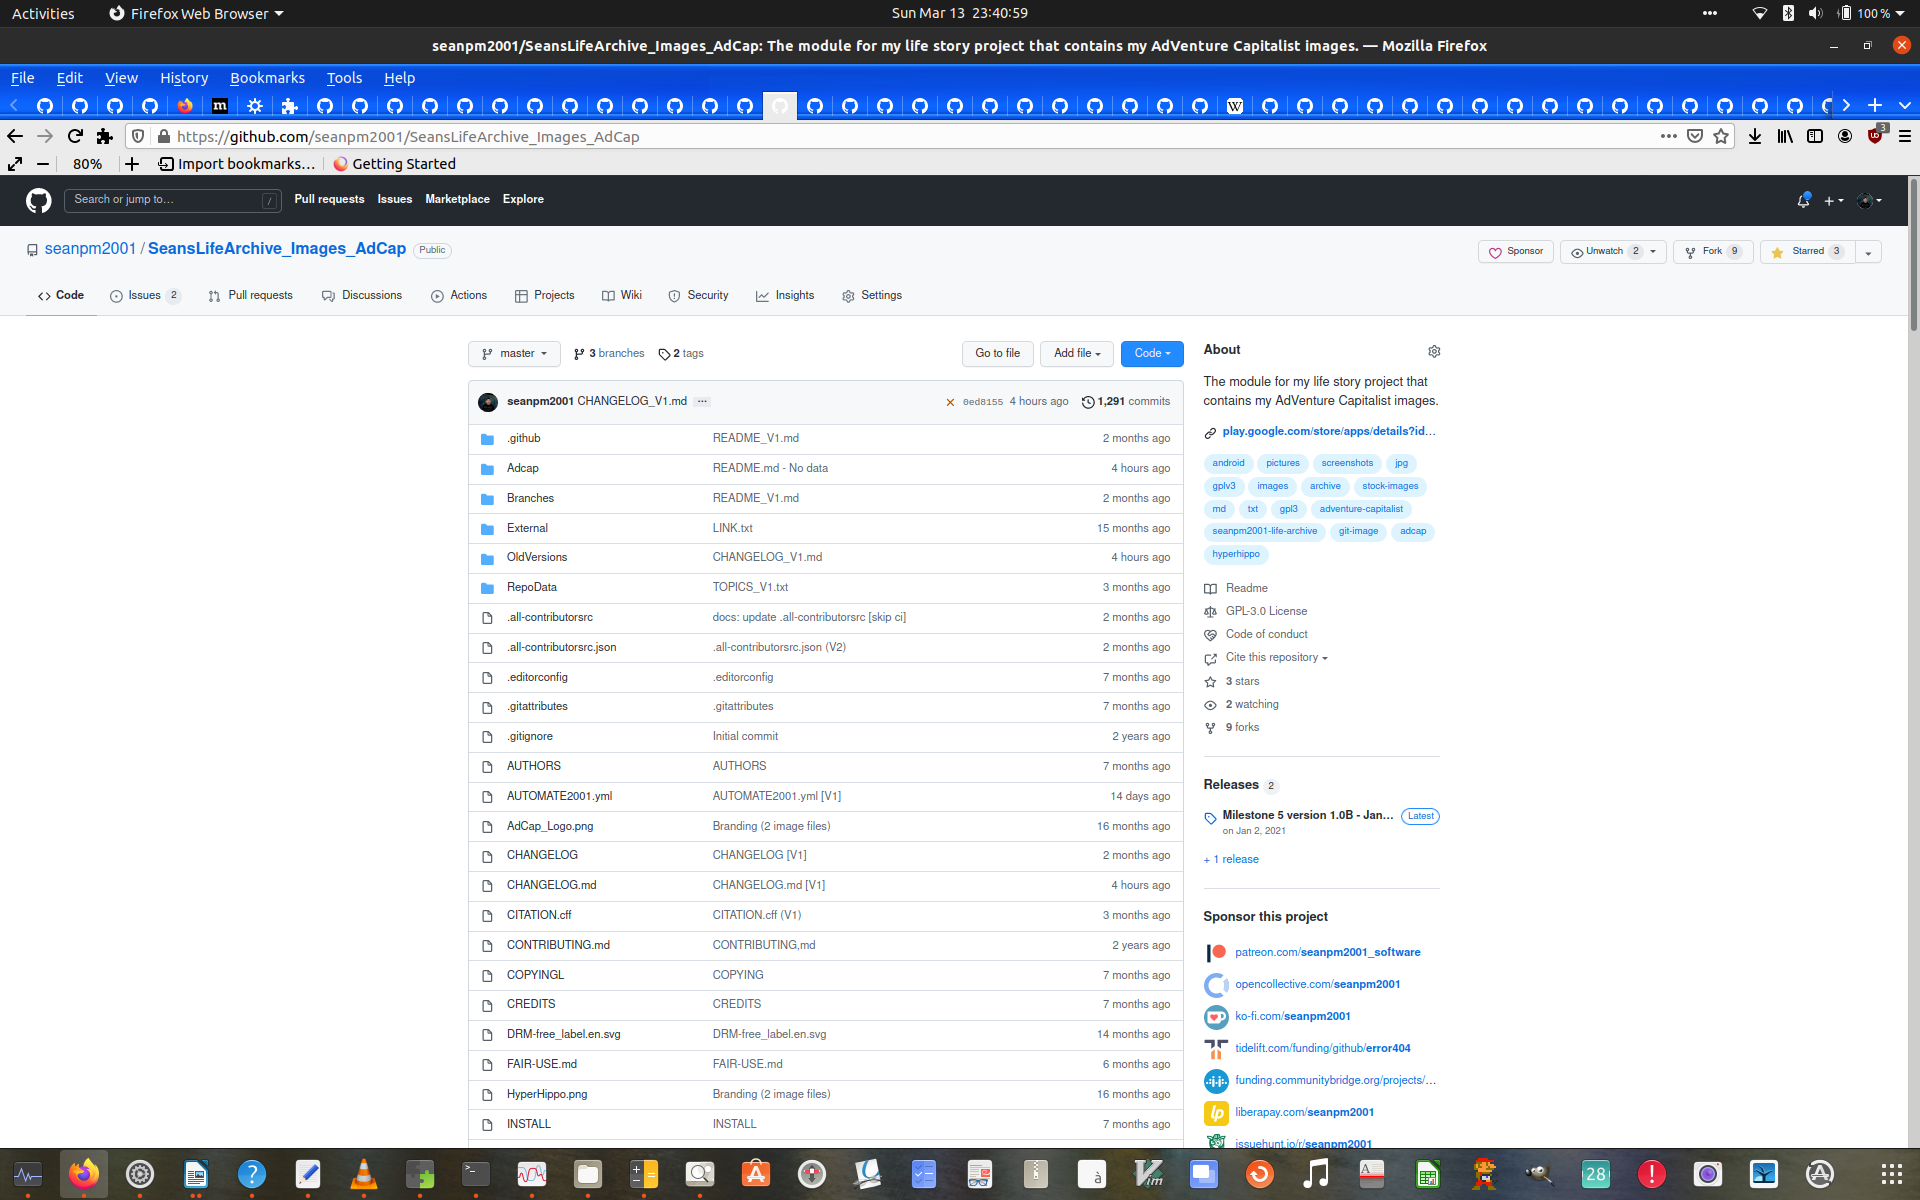 Activities
Firefox Web Browser
Sun Mar 13 23:40:59
100 %
seanpm2001/SeansLifeArchive_Images_AdCap: The module for my life story project that contains my AdVenture Capitalist images. — Mozilla Firefox
File Edit View History Bookmarks Tools Help
https://github.com/seanpm2001/SeansLifeArchive_Images_AdCap
3
80%
Import bookmarks...
Getting Started
Search or jump to...
/
Pull requests Issues Marketplace Explore
seanpm2001 / SeansLifeArchive_Images_AdCap Public
Sponsor
Unwatch 2
Fork 9
Starred 3
Code
Issues 2
Pull requests
Discussions
Actions
Projects
Wiki
Security
Insights
Settings
master
3 branches
2 tags
Go to file
Add file
Code
seanpm2001 CHANGELOG_V1.md ... 0ed8155 4 hours ago 1,291 commits
.github README_V1.md 2 months ago
Adcap README.md - No data 4 hours ago
Branches README_V1.md 2 months ago
External LINK.txt 15 months ago
OldVersions CHANGELOG_V1.md 4 hours ago
RepoData TOPICS_V1.txt 3 months ago
.all-contributorsrc docs: update .all-contributorsrc [skip ci] 2 months ago
.all-contributorsrc.json .all-contributorsrc.json (V2) 2 months ago
.editorconfig .editorconfig 7 months ago
.gitattributes .gitattributes 7 months ago
.gitignore Initial commit 2 years ago
AUTHORS AUTHORS 7 months ago
AUTOMATE2001.yml AUTOMATE2001.yml [V1] 14 days ago
AdCap_Logo.png Branding (2 image files) 16 months ago
CHANGELOG CHANGELOG [V1] 2 months ago
CHANGELOG.md CHANGELOG.md [V1] 4 hours ago
CITATION.cff CITATION.cff (V1) 3 months ago
CONTRIBUTING.md CONTRIBUTING,md 2 years ago
COPYINGL COPYING 7 months ago
CREDITS CREDITS 7 months ago
DRM-free_label.en.svg DRM-free_label.en.svg 14 months ago
FAIR-USE.md FAIR-USE.md 6 months ago
HyperHippo.png Branding (2 image files) 16 months ago
INSTALL INSTALL 7 months ago
About
The module for my life story project that
contains my AdVenture Capitalist images.
play.google.com/store/apps/details?id...
android pictures screenshots jpg
gplv3 images archive stock-images
md txt gpl3 adventure-capitalist
seanpm2001-life-archive git-image adcap
hyperhippo
Readme
GPL-3.0 License
Code of conduct
Cite this repository
3 stars
2 watching
9 forks
Releases 2
Milestone 5 version 1.0B - Jan... Latest
on Jan 2, 2021
+ 1 release
Sponsor this project
patreon.com/seanpm2001_software
opencollective.com/seanpm2001
ko-fi.com/seanpm2001
tidelift.com/funding/github/error404
funding.communitybridge.org/projects/...
liberapay.com/seanpm2001
issuehunt.io/r/seanpm2001
28